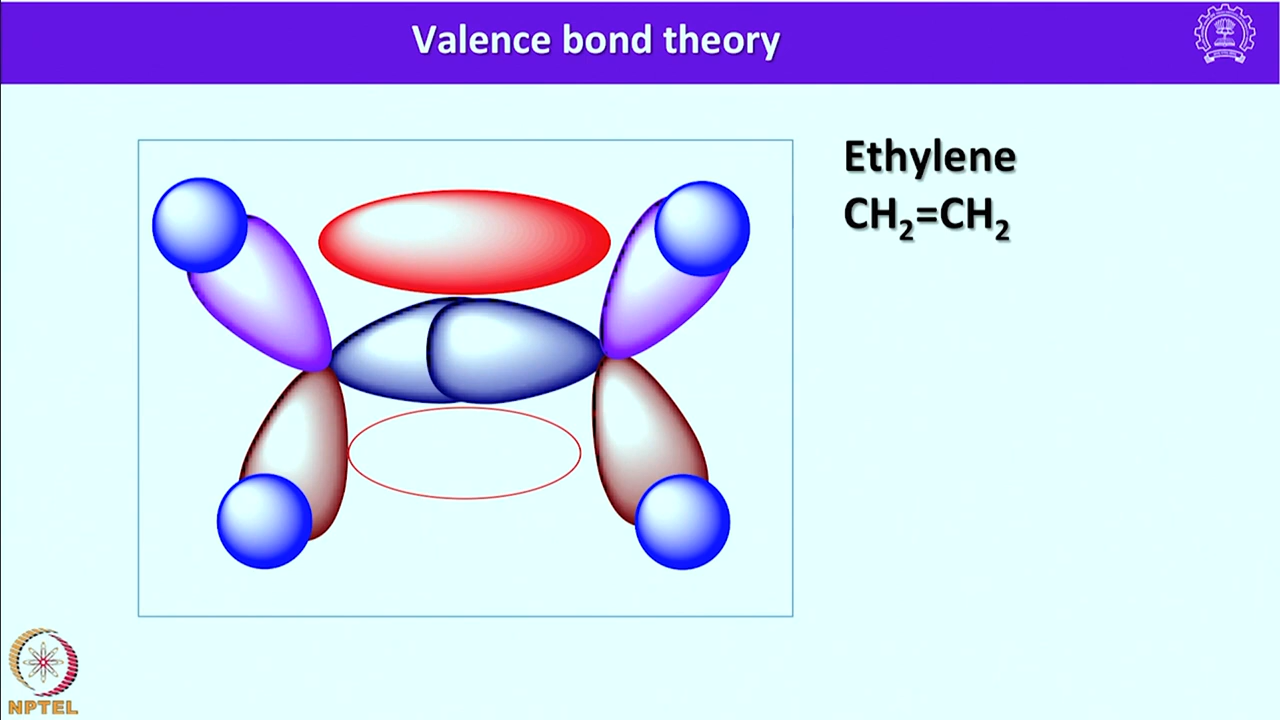 Valence bond theory
Ethylene
CH₂=CH₂
NPTEL